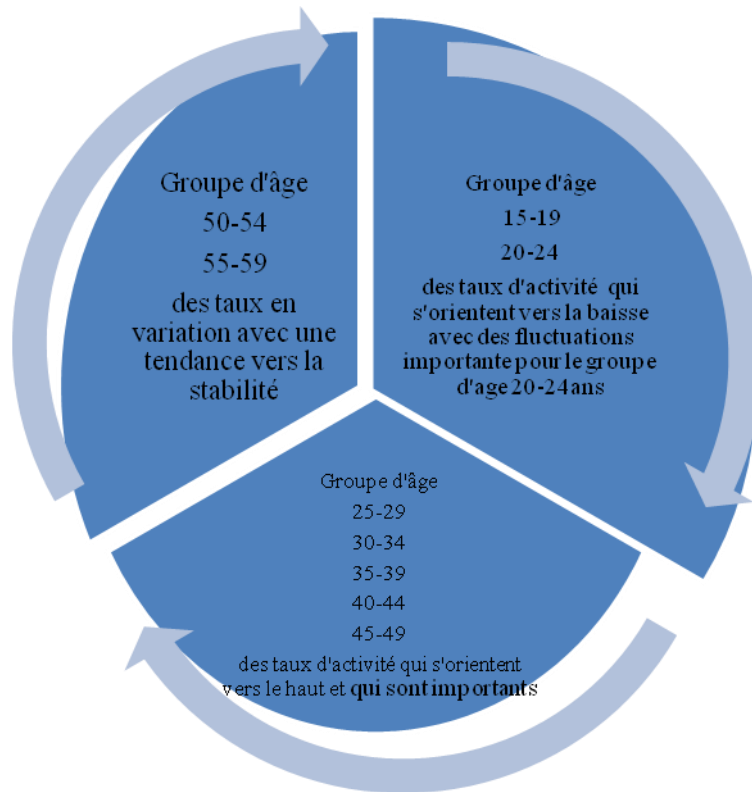 Groupe d'âge
50-54
55-59
des taux en
variation avec une
tendance vers la
stabilité
Groupe d'âge
15-19
20-24
des taux d'activité qui
s'orientent vers la baisse
avec des fluctuations
importante pour le groupe
d'age 20-24 ans
Groupe d'âge
25-29
30-34
35-39
40-44
45-49
des taux d'activité qui s'orientent
vers le haut et qui sont importants